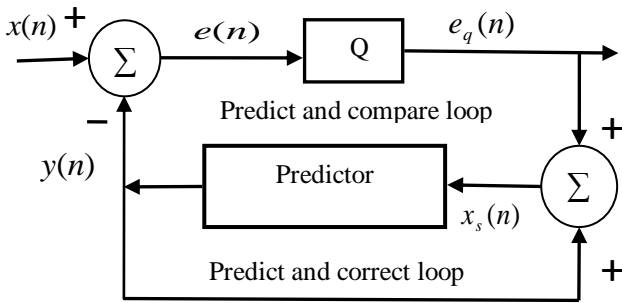 x(n) +
e(n)
Q
e_q(n)
Σ
Predict and compare loop
−
+
y(n)
Predictor
Σ
x_s(n)
Predict and correct loop
+